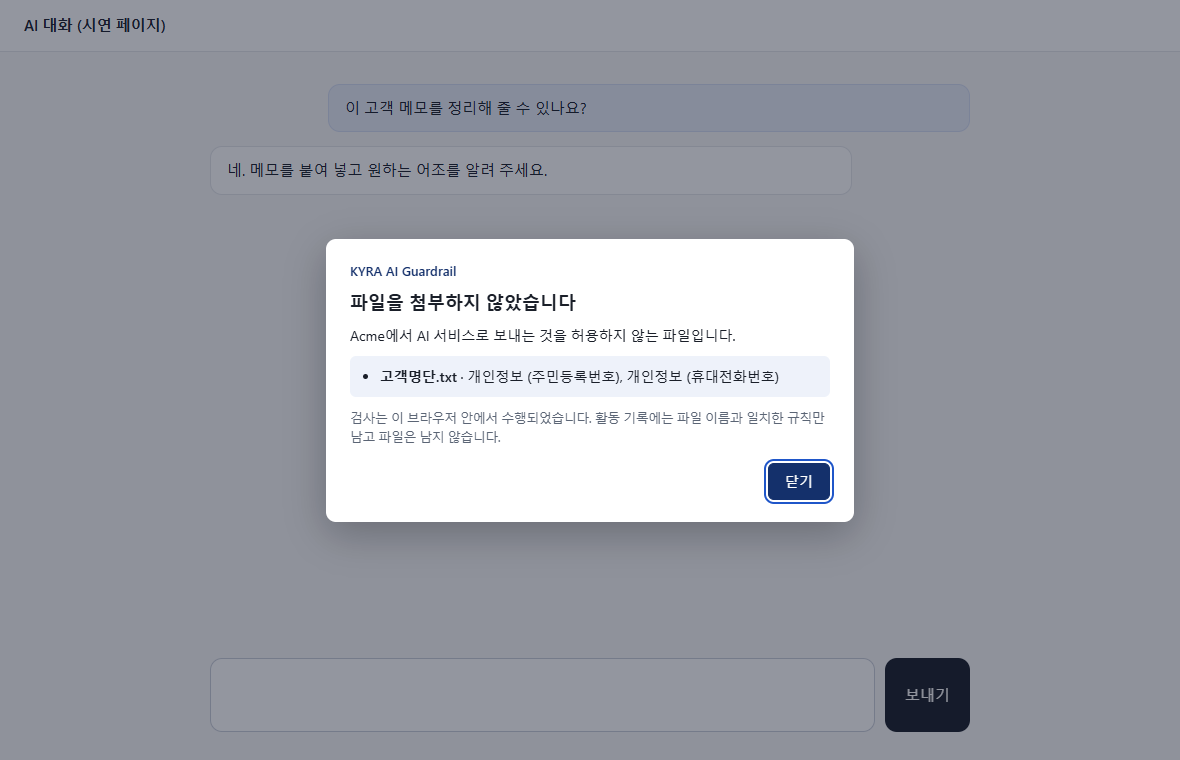 AI 대화 (시연 페이지)
이 고객 메모를 정리해 줄 수 있나요?
네. 메모를 붙여 넣고 원하는 어조를 알려 주세요.
KYRA AI Guardrail
파일을 첨부하지 않았습니다
Acme에서 AI 서비스로 보내는 것을 허용하지 않는 파일입니다.
• 고객명단.txt · 개인정보 (주민등록번호), 개인정보 (휴대전화번호)
검사는 이 브라우저 안에서 수행되었습니다. 활동 기록에는 파일 이름과 일치한 규칙만
남고 파일은 남지 않습니다.
닫기
보내기